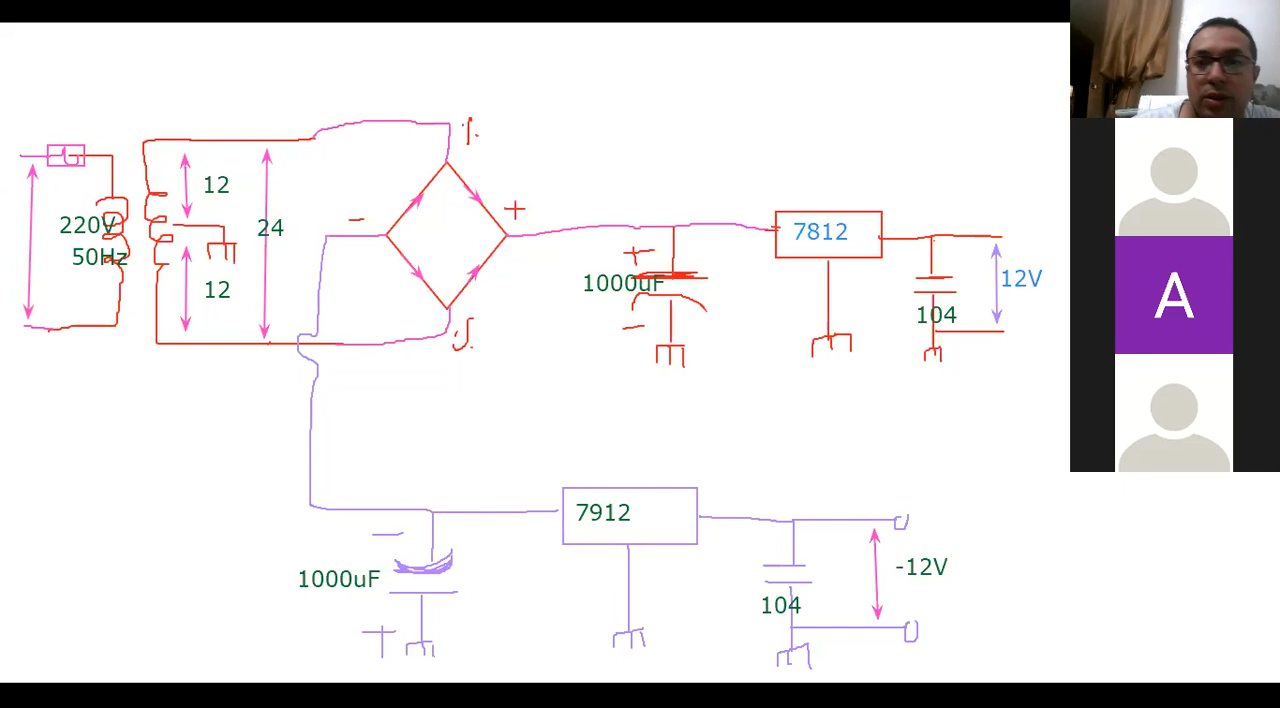 220V
50Hz
12
24
12
-
+
+
1000uF
-
7812
104
12V
-
1000uF
+
7912
104
-12V
A